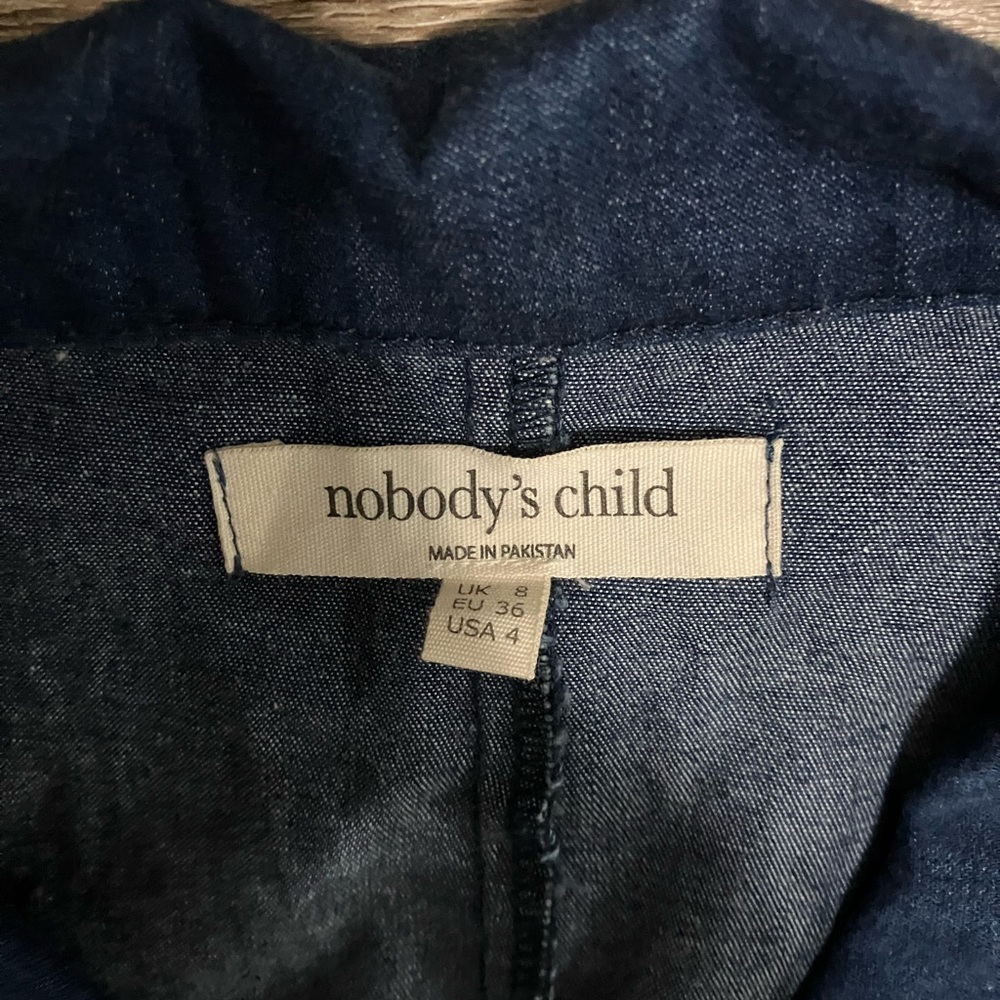 nobody's child
MADE IN PAKISTAN
UK 8
EU 36
USA 4